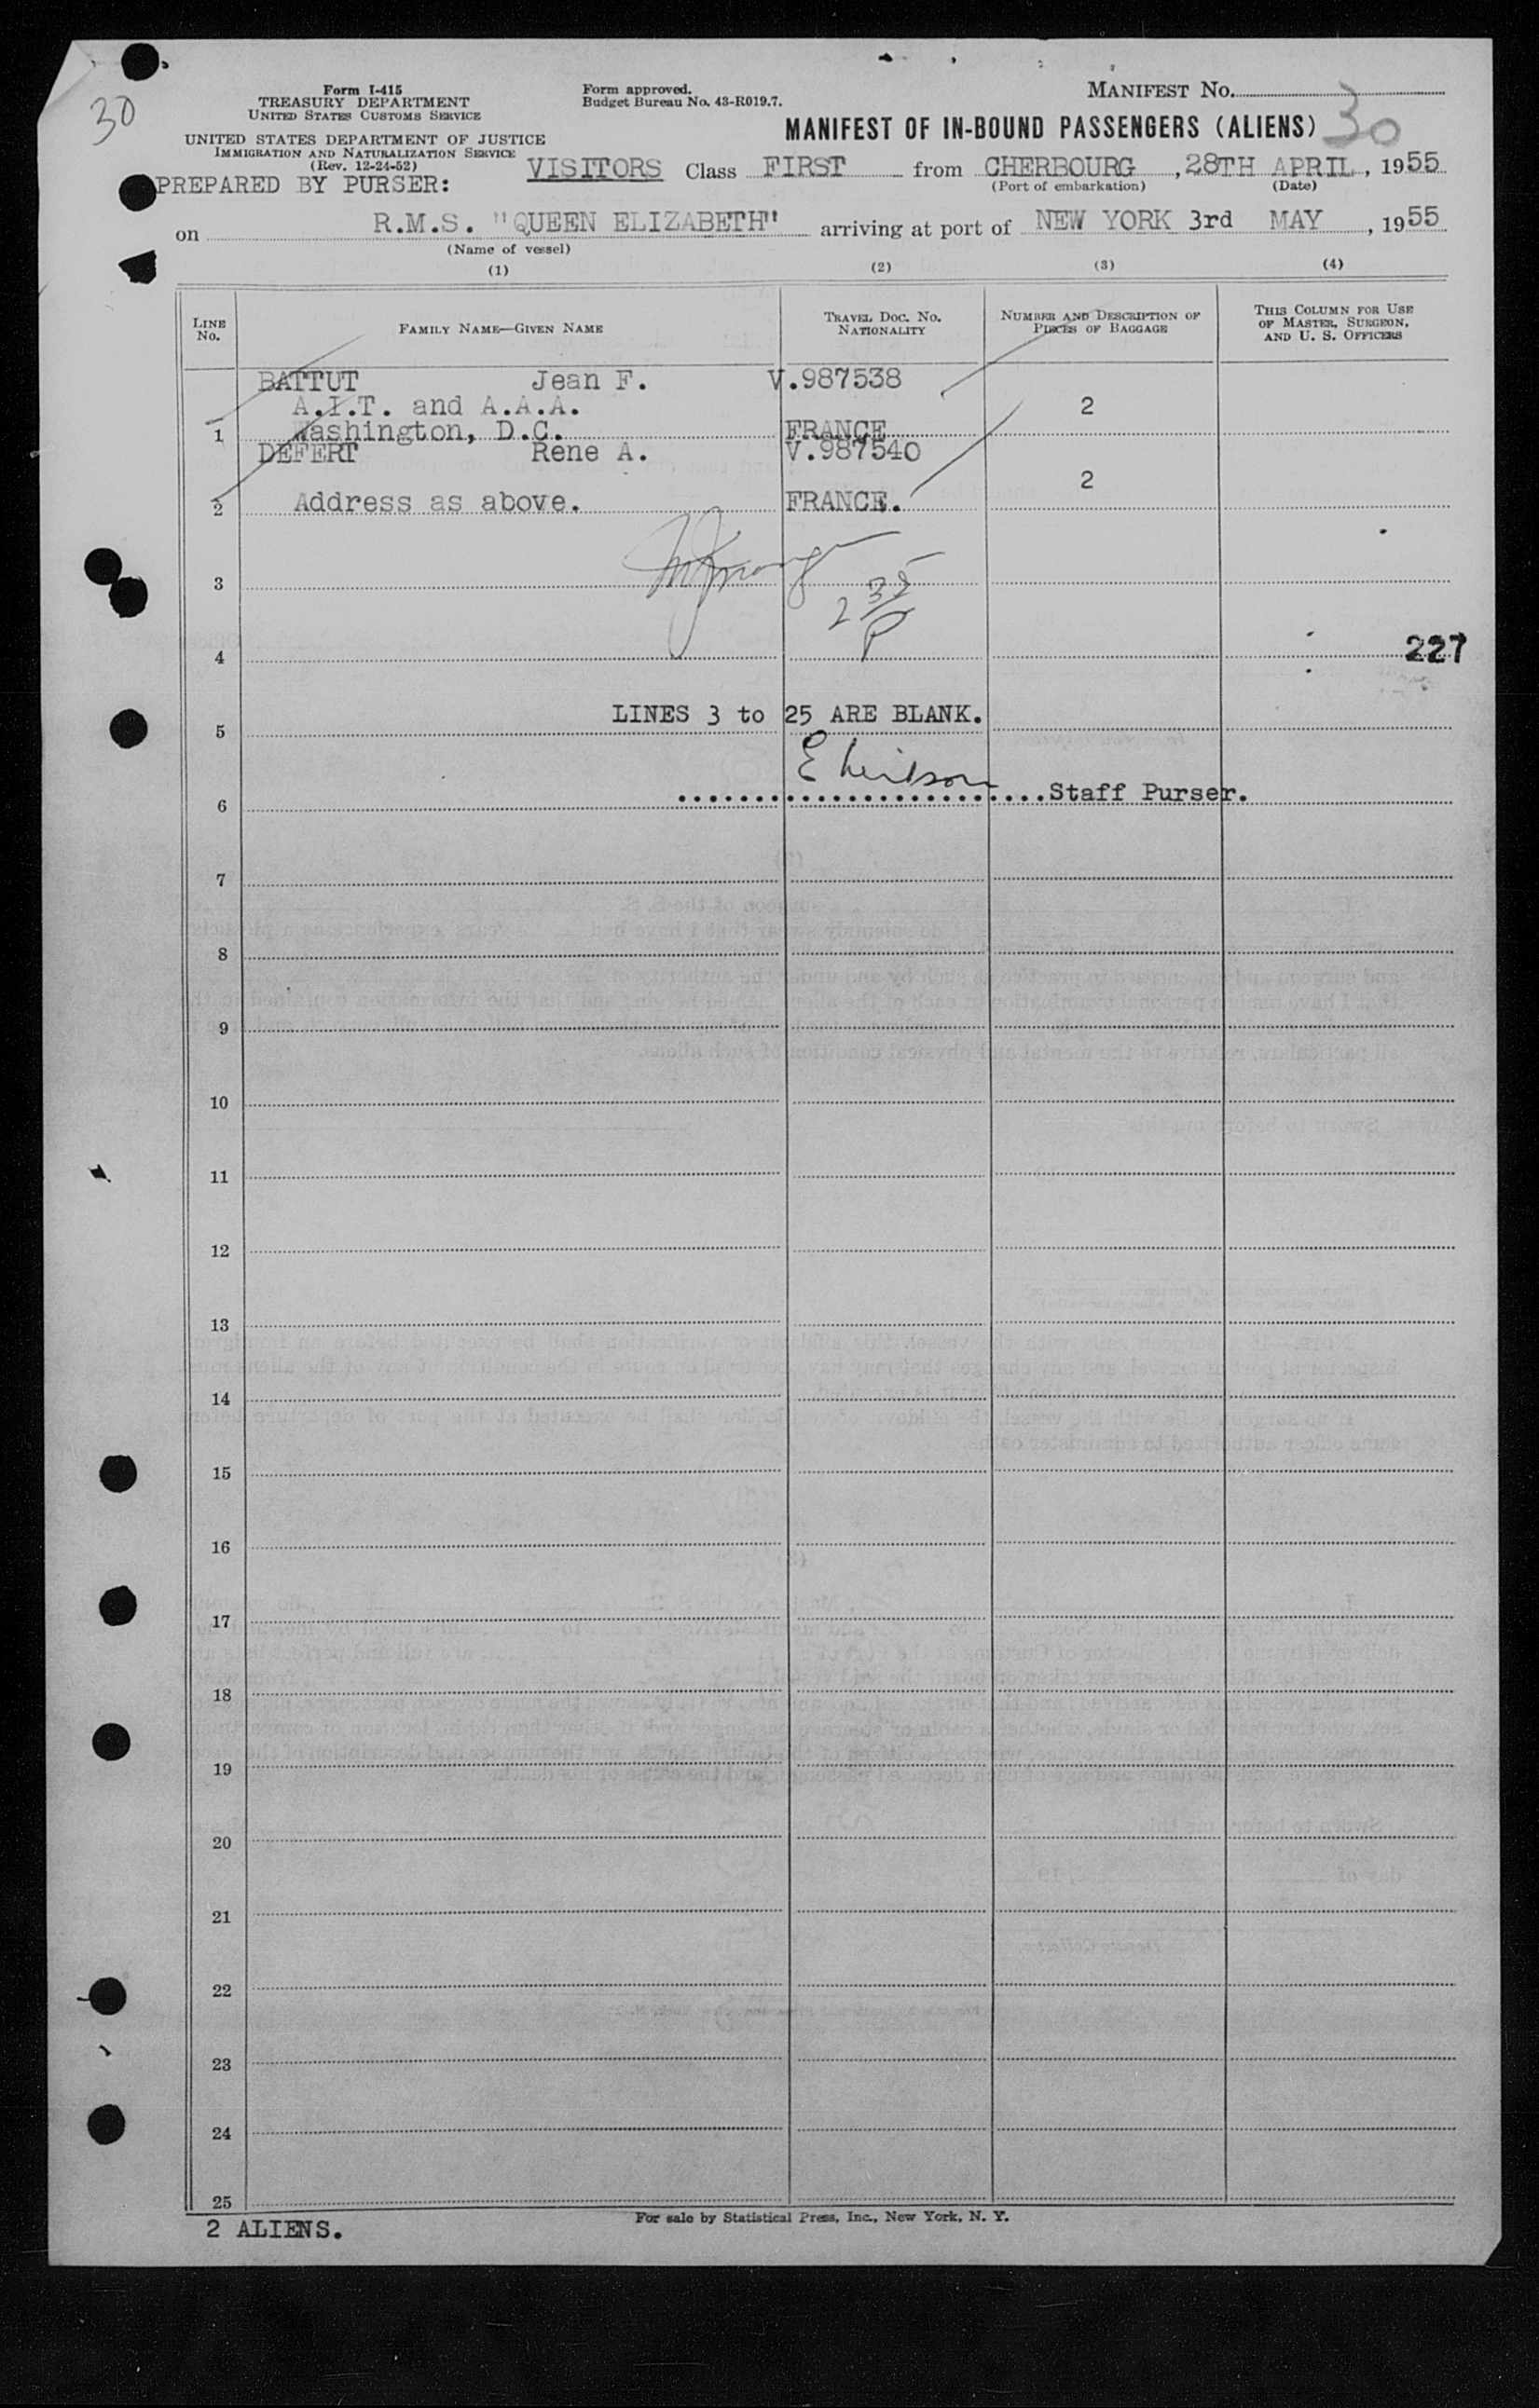 30
Form I-415
TREASURY DEPARTMENT
UNITED STATES CUSTOMS SERVICE
UNITED STATES DEPARTMENT OF JUSTICE
IMMIGRATION AND NATURALIZATION SERVICE
(Rev. 12-24-52)
PREPARED BY PURSER:
Form approved.
Budget Bureau No. 43-R019.7.
MANIFEST No.
MANIFEST OF IN-BOUND PASSENGERS (ALIENS) 30
VISITORS Class FIRST from CHERBOURG, 28TH APRIL, 1955
(Port of embarkation) (Date)
on R.M.S. "QUEEN ELIZABETH" arriving at port of NEW YORK 3rd MAY, 1955
(Name of vessel)
(1) (2) (3) (4)
LINE No. FAMILY NAME—GIVEN NAME TRAVEL DOC. No. NATIONALITY NUMBER AND DESCRIPTION OF PIECES OF BAGGAGE THIS COLUMN FOR USE OF MASTER, SURGEON, AND U. S. OFFICERS
BATTUT Jean F. V.987538
A.I.T. and A.A.A. 2
1 Washington, D.C. FRANCE
DEFERT Rene A. V.987540
2
2 Address as above. FRANCE.
3
2 35
P
4 227
LINES 3 to 25 ARE BLANK.
5
6 Staff Purser.
7
8
9
10
11
12
13
14
15
16
17
18
19
20
21
22
23
24
25
2 ALIENS.
For sale by Statistical Press, Inc., New York, N. Y.